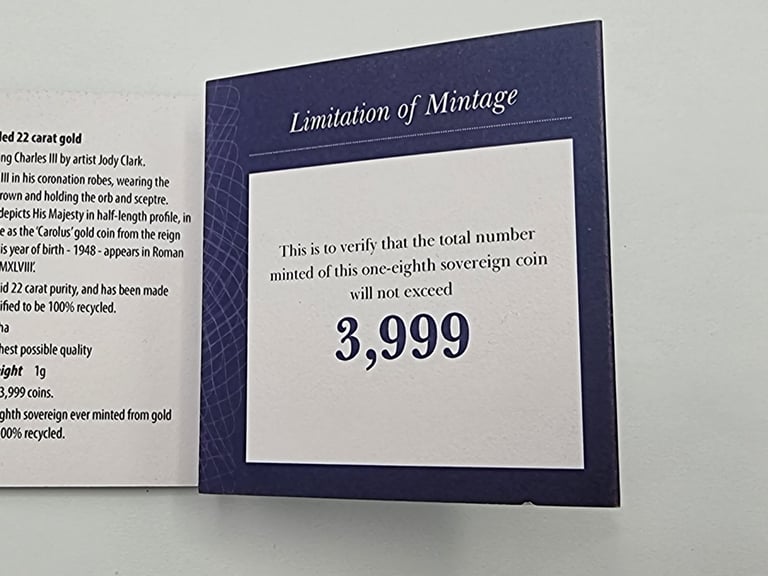 led 22 carat gold
ng Charles III by artist Jody Clark.
III in his coronation robes, wearing the
rown and holding the orb and sceptre.
depicts His Majesty in half-length profile, in
e as the 'Carolus' gold coin from the reign
is year of birth - 1948 - appears in Roman
MXLVIII'.
id 22 carat purity, and has been made
ified to be 100% recycled.
ha
hest possible quality
ight 1g
3,999 coins.
ghth sovereign ever minted from gold
00% recycled.
Limitation of Mintage
This is to verify that the total number
minted of this one-eighth sovereign coin
will not exceed
3,999